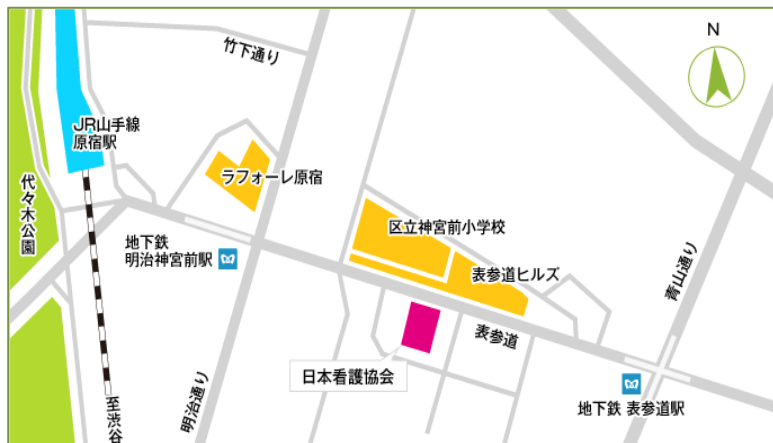 N
竹下通り
JR山手線
原宿駅
ラフォーレ原宿
代々木公園
区立神宮前小学校
地下鉄
明治神宮前駅
表参道ヒルズ
青山通り
表参道
日本看護協会
明治通り
至渋谷
地下鉄 表参道駅